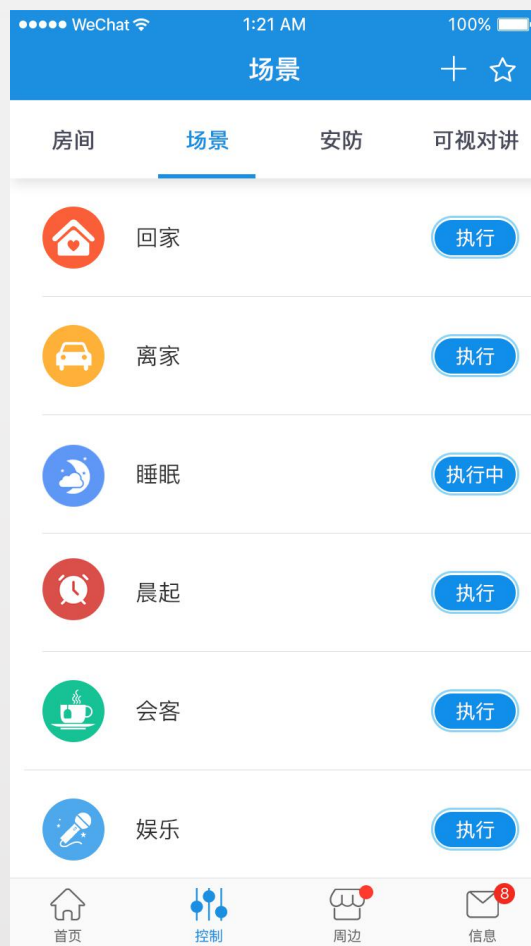 WeChat 1:21 AM 100%
场景
房间 场景 安防 可视对讲
回家 执行
离家 执行
睡眠 执行中
晨起 执行
会客 执行
娱乐 执行
8
首页 控制 周边 信息